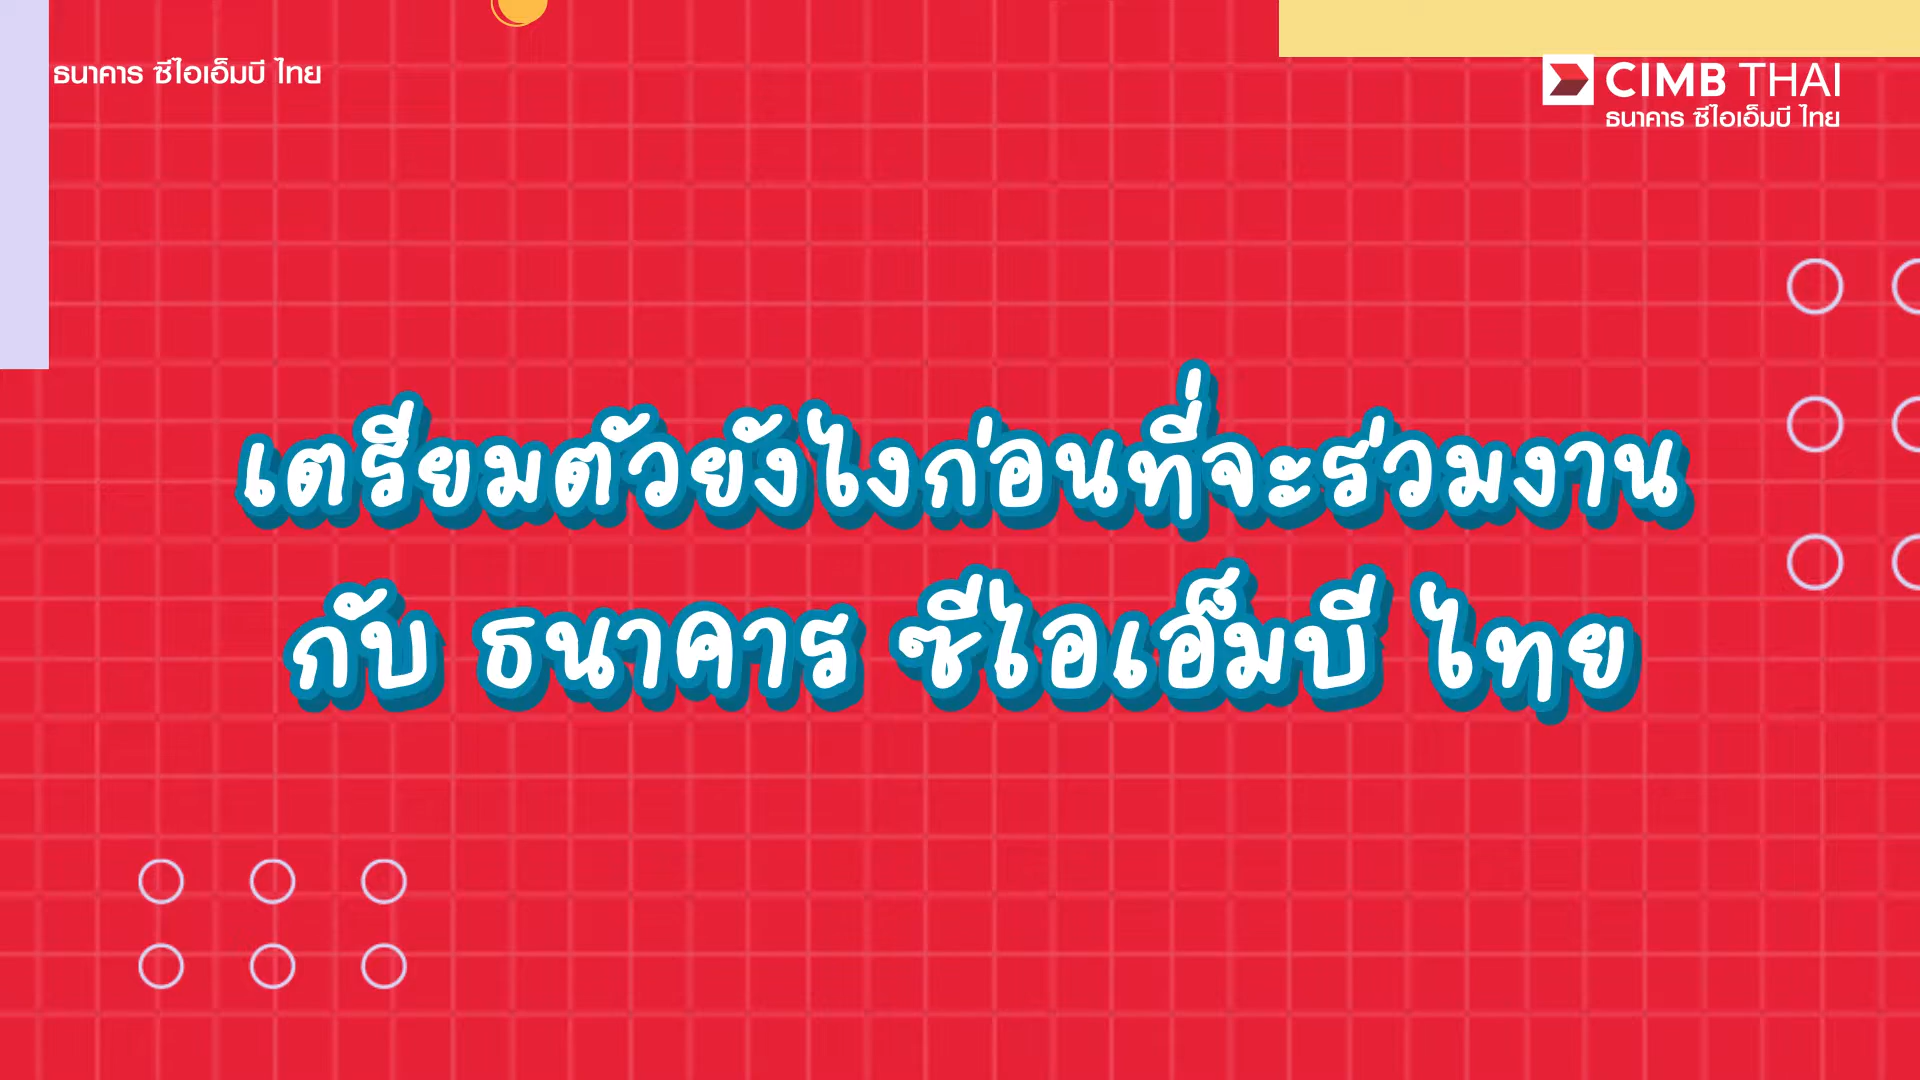 ธนาคาร ซีไอเอ็มบี ไทย
CIMB THAI
ธนาคาร ซีไอเอ็มบี ไทย
เตรียมตัวยังไงก่อนที่จะร่วมงาน
กับ ธนาคาร ซีไอเอ็มบี ไทย